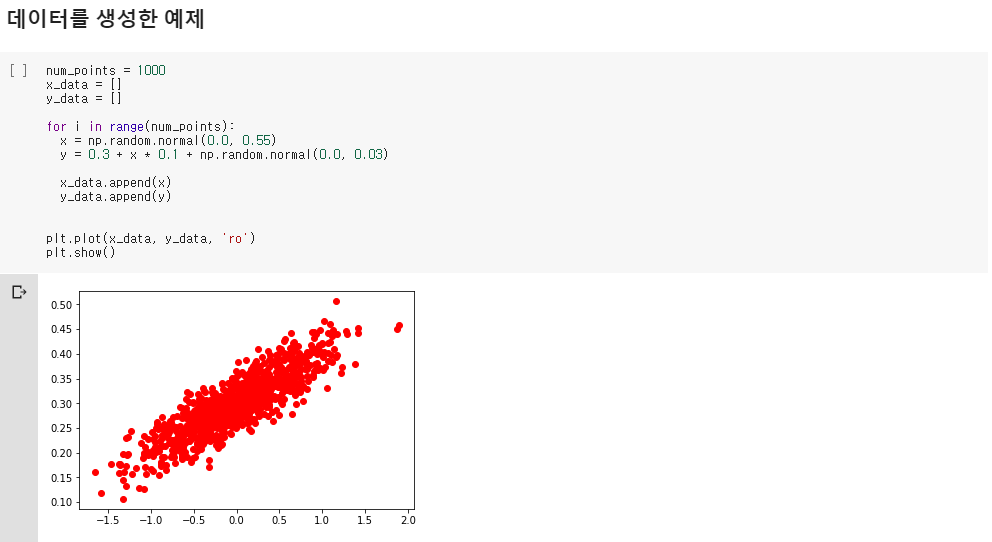 데이터를 생성한 예제
[ ]
num_points = 1000
x_data = []
y_data = []
for i in range(num_points):
x = np.random.normal(0.0, 0.55)
y = 0.3 + x * 0.1 + np.random.normal(0.0, 0.03)
x_data.append(x)
y_data.append(y)
plt.plot(x_data, y_data, 'ro')
plt.show()
0.50
0.45
0.40
0.35
0.30
0.25
0.20
0.15
0.10
−1.5 −1.0 −0.5 0.0 0.5 1.0 1.5 2.0